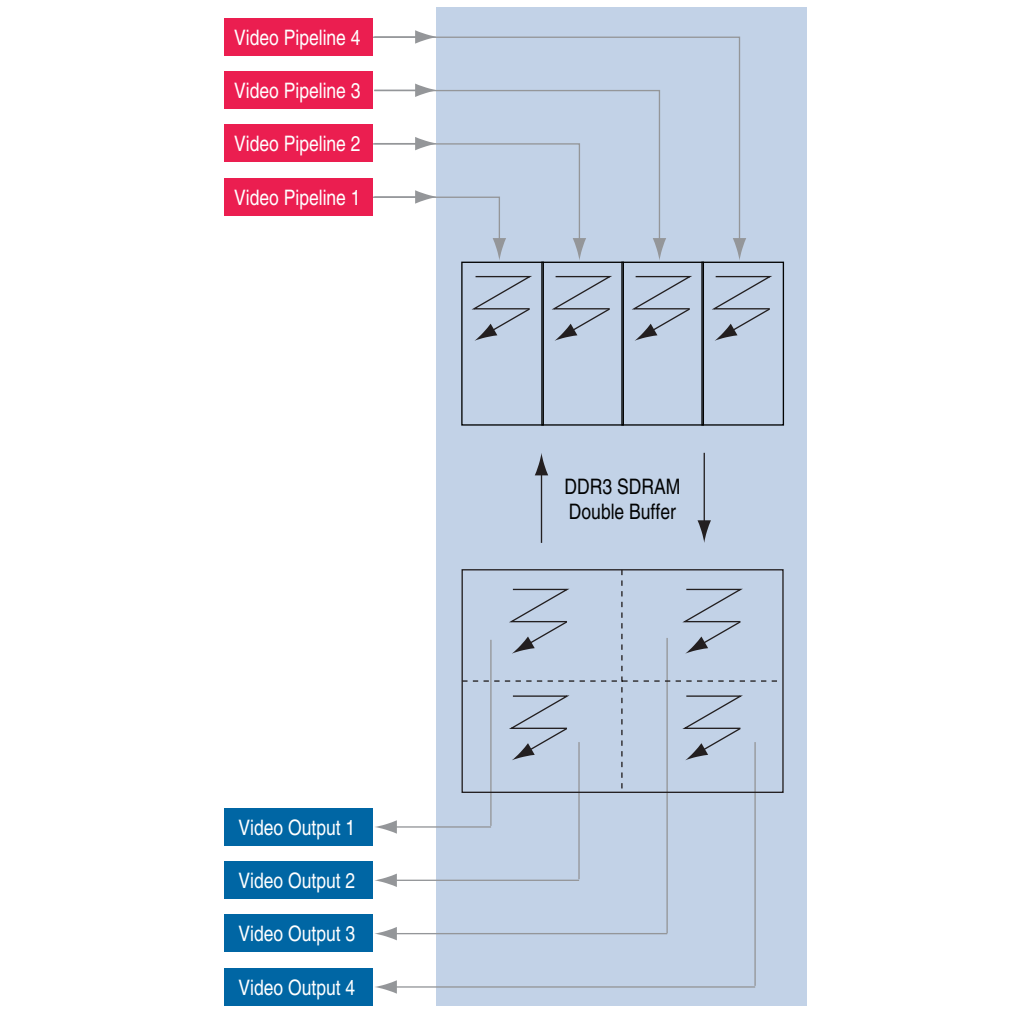 Video Pipeline 4
Video Pipeline 3
Video Pipeline 2
Video Pipeline 1
DDR3 SDRAM
Double Buffer
Video Output 1
Video Output 2
Video Output 3
Video Output 4